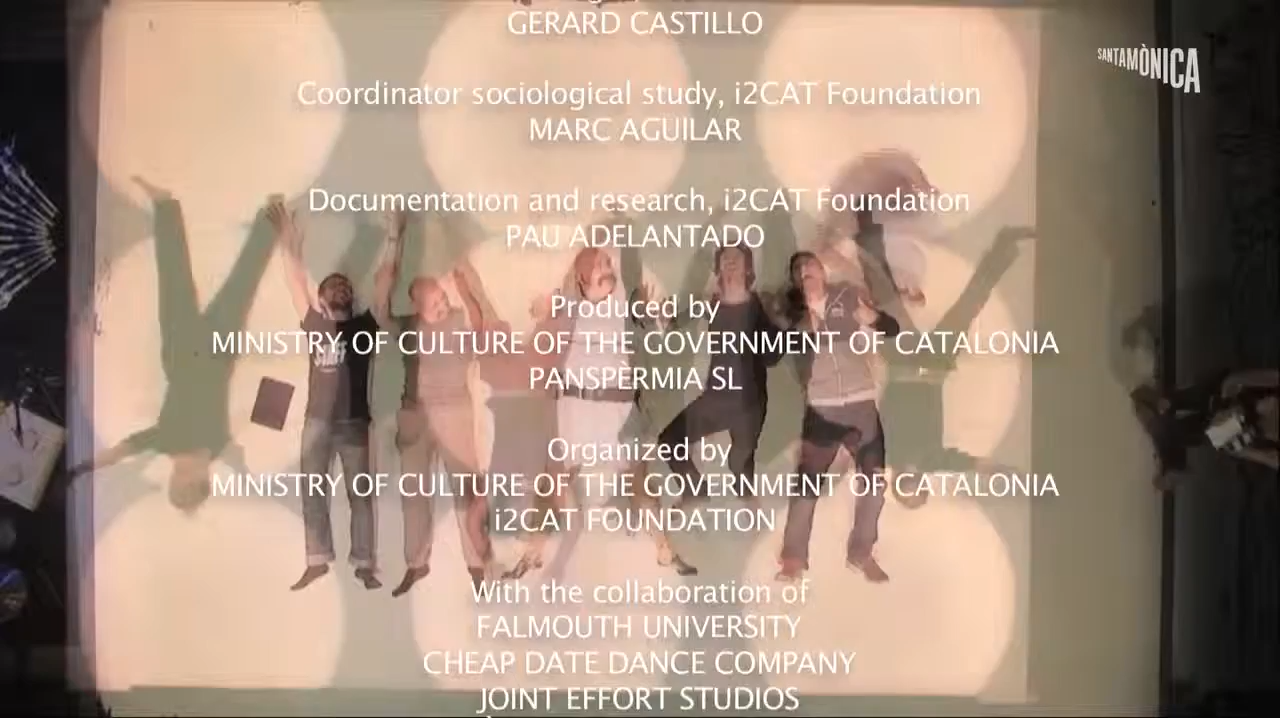 GERARD CASTILLO
SANTAMÒNICA
Coordinator sociological study, i2CAT Foundation
MARC AGUILAR
Documentation and research, i2CAT Foundation
PAU ADELANTADO
Produced by
MINISTRY OF CULTURE OF THE GOVERNMENT OF CATALONIA
PANSPÈRMIA SL
Organized by
MINISTRY OF CULTURE OF THE GOVERNMENT OF CATALONIA
i2CAT FOUNDATION
With the collaboration of
FALMOUTH UNIVERSITY
CHEAP DATE DANCE COMPANY
JOINT EFFORT STUDIOS